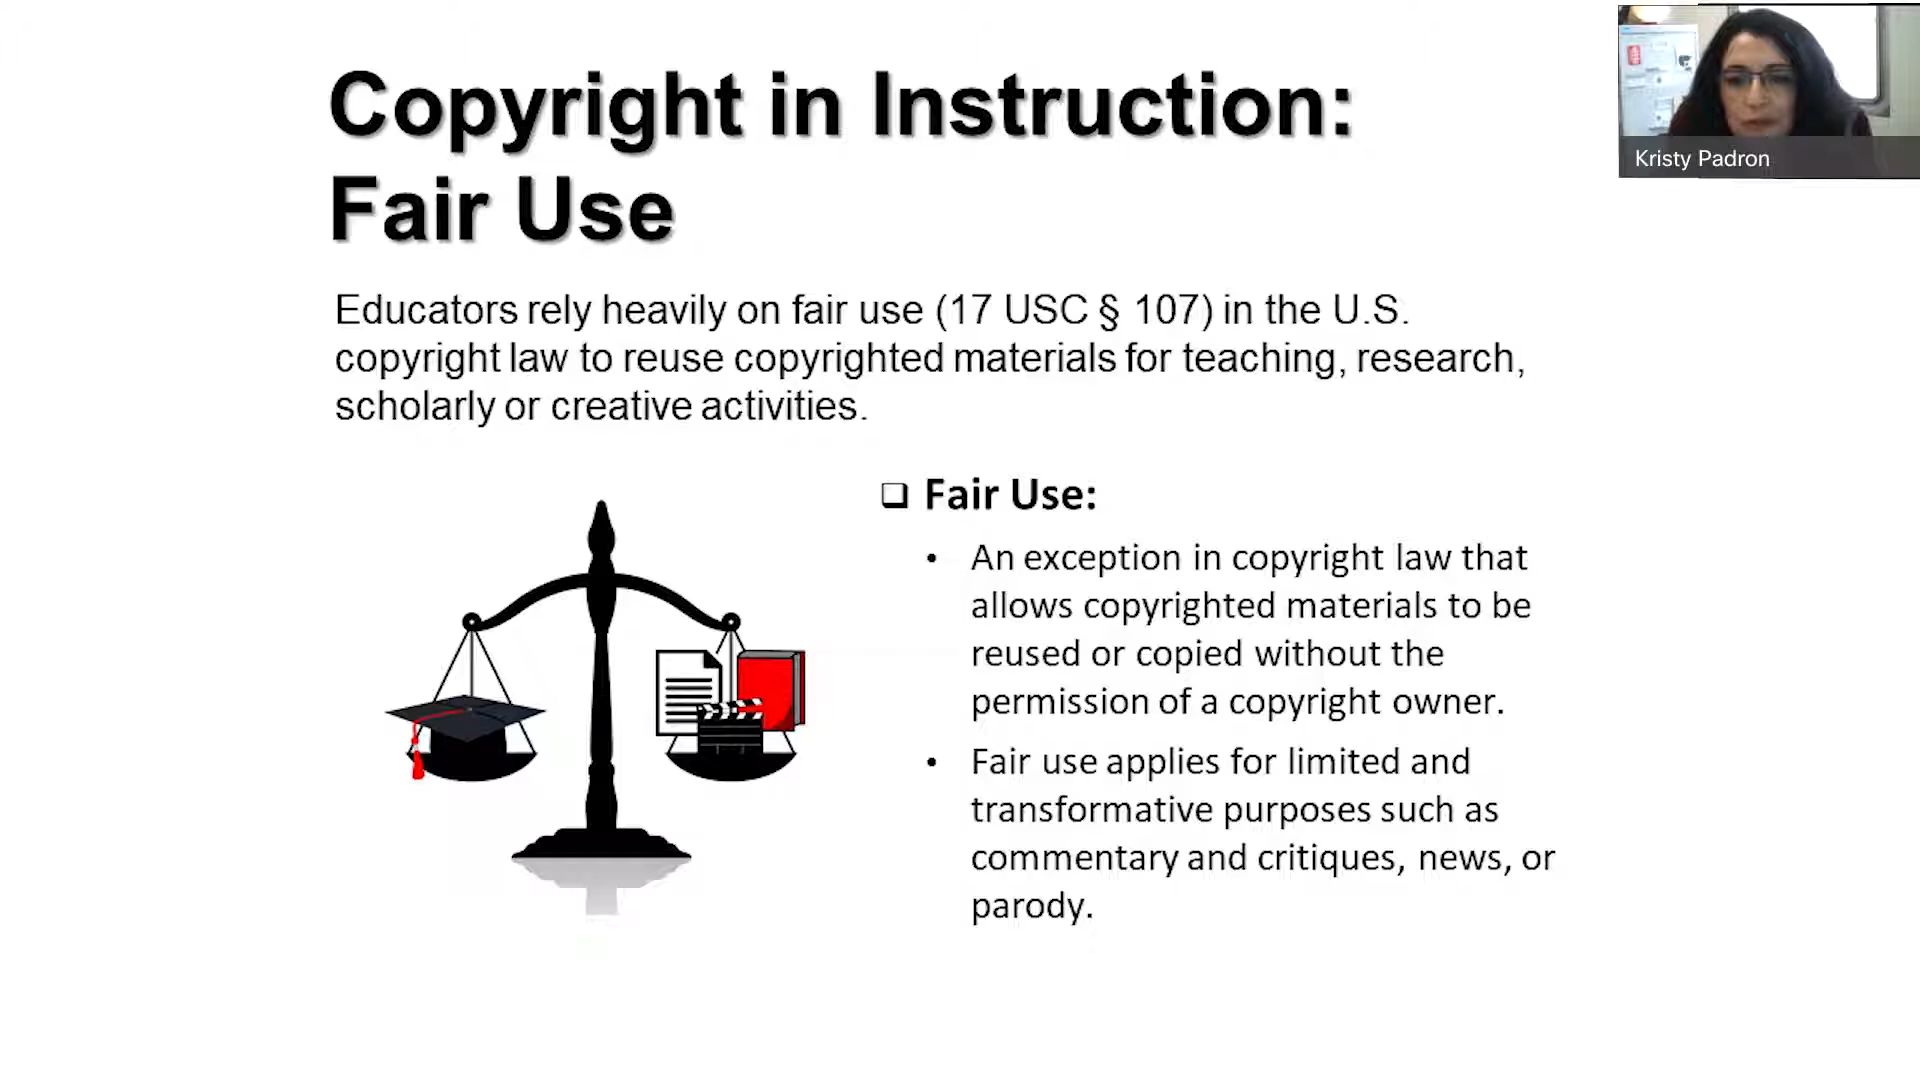 Copyright in Instruction:
Fair Use
Kristy Padron
Educators rely heavily on fair use (17 USC § 107) in the U.S.
copyright law to reuse copyrighted materials for teaching, research,
scholarly or creative activities.
❑ Fair Use:
• An exception in copyright law that
allows copyrighted materials to be
reused or copied without the
permission of a copyright owner.
• Fair use applies for limited and
transformative purposes such as
commentary and critiques, news, or
parody.